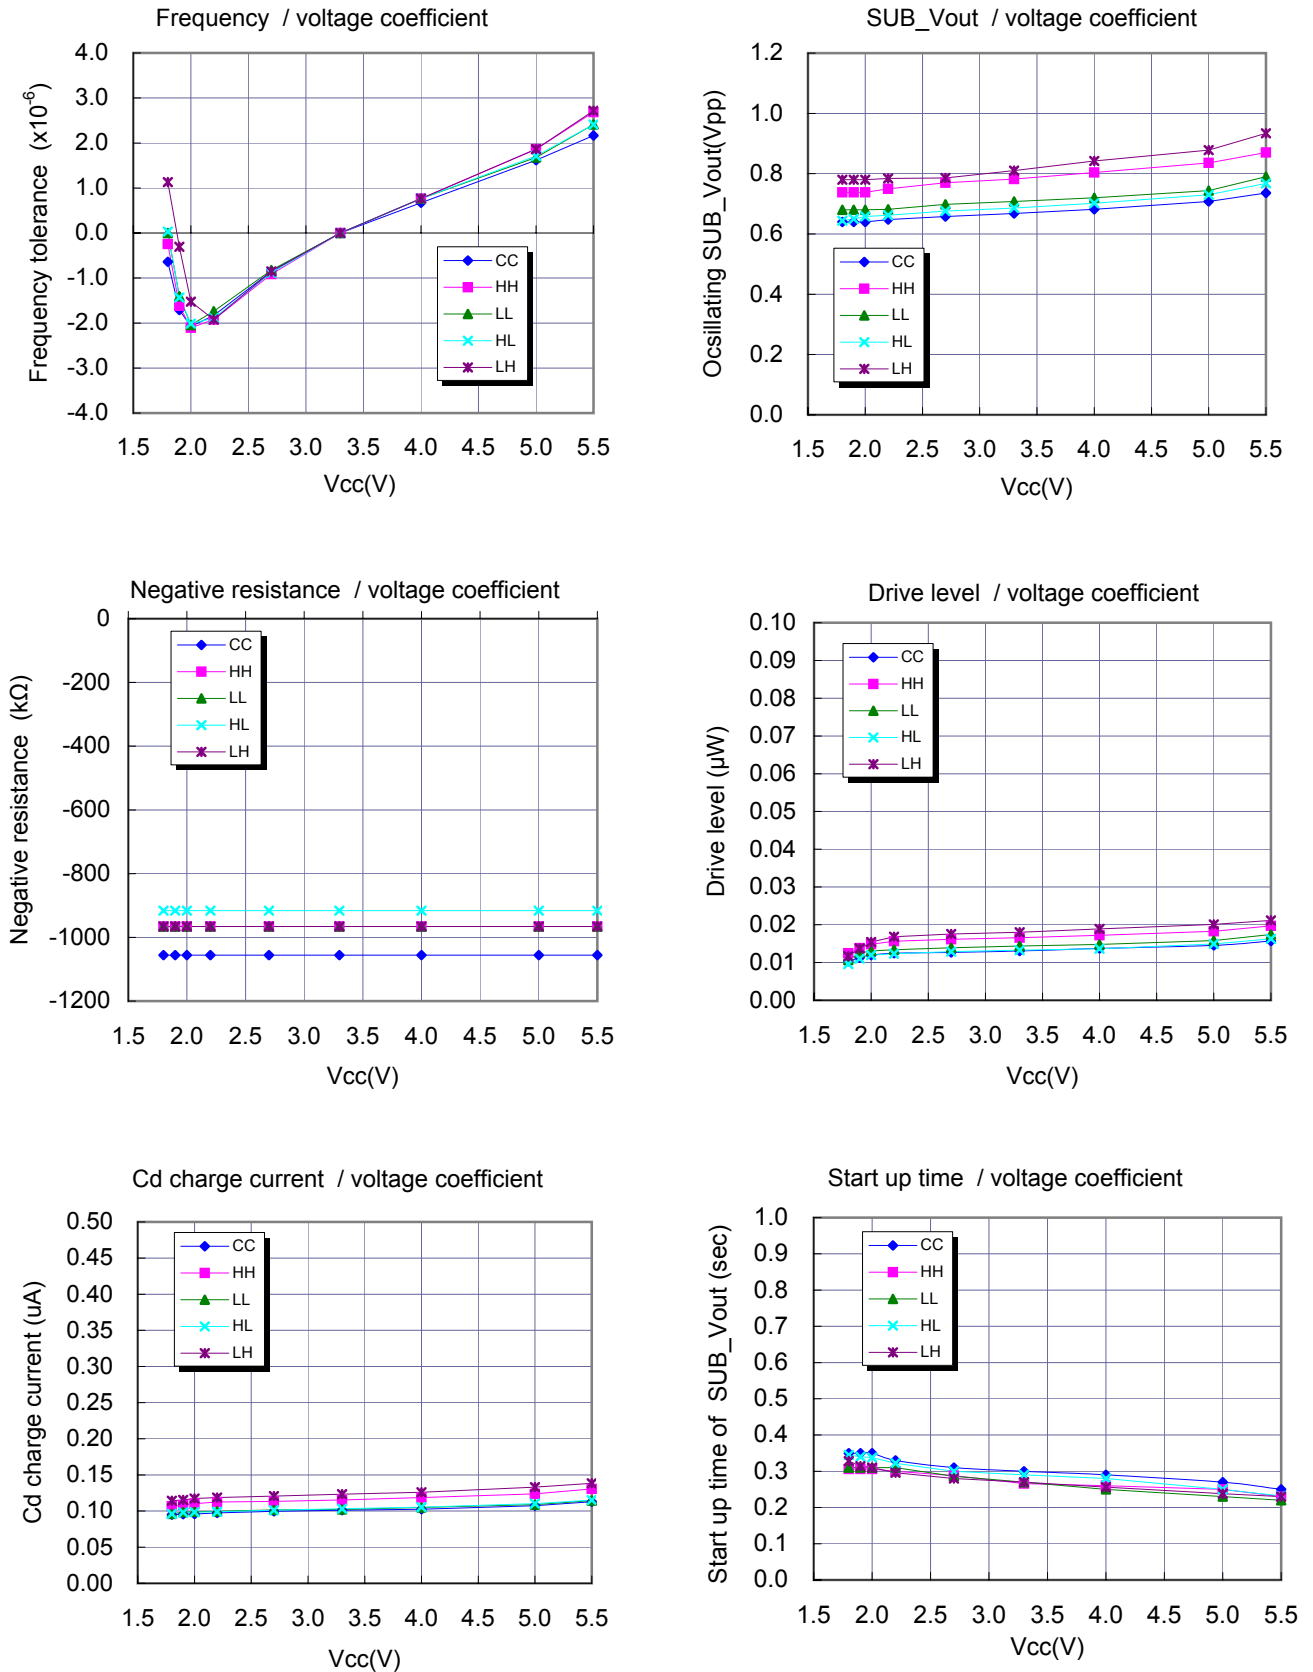 Frequency / voltage coefficient
Frequency tolerance (x10⁻⁶)
4.0
3.0
2.0
1.0
0.0
-1.0
-2.0
-3.0
-4.0
CC
HH
LL
HL
LH
1.5 2.0 2.5 3.0 3.5 4.0 4.5 5.0 5.5
Vcc(V)
SUB_Vout / voltage coefficient
Ocsillating SUB_Vout(Vpp)
1.2
1.0
0.8
0.6
0.4
0.2
0.0
CC
HH
LL
HL
LH
1.5 2.0 2.5 3.0 3.5 4.0 4.5 5.0 5.5
Vcc(V)
Negative resistance / voltage coefficient
Negative resistance (kΩ)
0
-200
-400
-600
-800
-1000
-1200
CC
HH
LL
HL
LH
1.5 2.0 2.5 3.0 3.5 4.0 4.5 5.0 5.5
Vcc(V)
Drive level / voltage coefficient
Drive level (µW)
0.10
0.09
0.08
0.07
0.06
0.05
0.04
0.03
0.02
0.01
0.00
CC
HH
LL
HL
LH
1.5 2.0 2.5 3.0 3.5 4.0 4.5 5.0 5.5
Vcc(V)
Cd charge current / voltage coefficient
Cd charge current (uA)
0.50
0.45
0.40
0.35
0.30
0.25
0.20
0.15
0.10
0.05
0.00
CC
HH
LL
HL
LH
1.5 2.0 2.5 3.0 3.5 4.0 4.5 5.0 5.5
Vcc(V)
Start up time / voltage coefficient
Start up time of SUB_Vout (sec)
1.0
0.9
0.8
0.7
0.6
0.5
0.4
0.3
0.2
0.1
0.0
CC
HH
LL
HL
LH
1.5 2.0 2.5 3.0 3.5 4.0 4.5 5.0 5.5
Vcc(V)